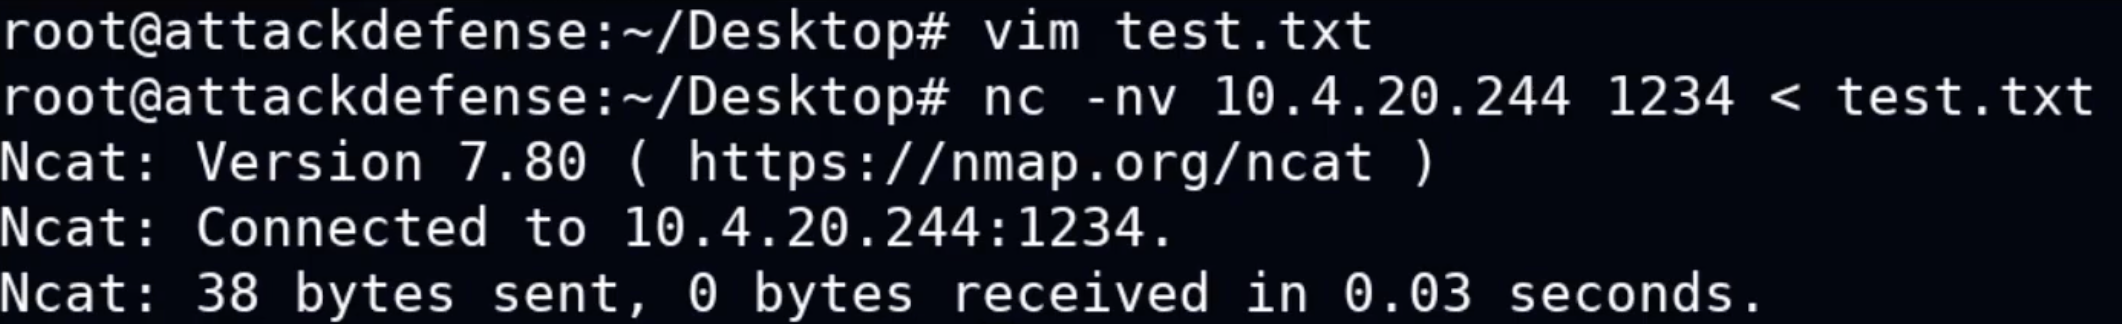 root@attackdefense:~/Desktop# vim test.txt
root@attackdefense:~/Desktop# nc -nv 10.4.20.244 1234 < test.txt
Ncat: Version 7.80 ( https://nmap.org/ncat )
Ncat: Connected to 10.4.20.244:1234.
Ncat: 38 bytes sent, 0 bytes received in 0.03 seconds.